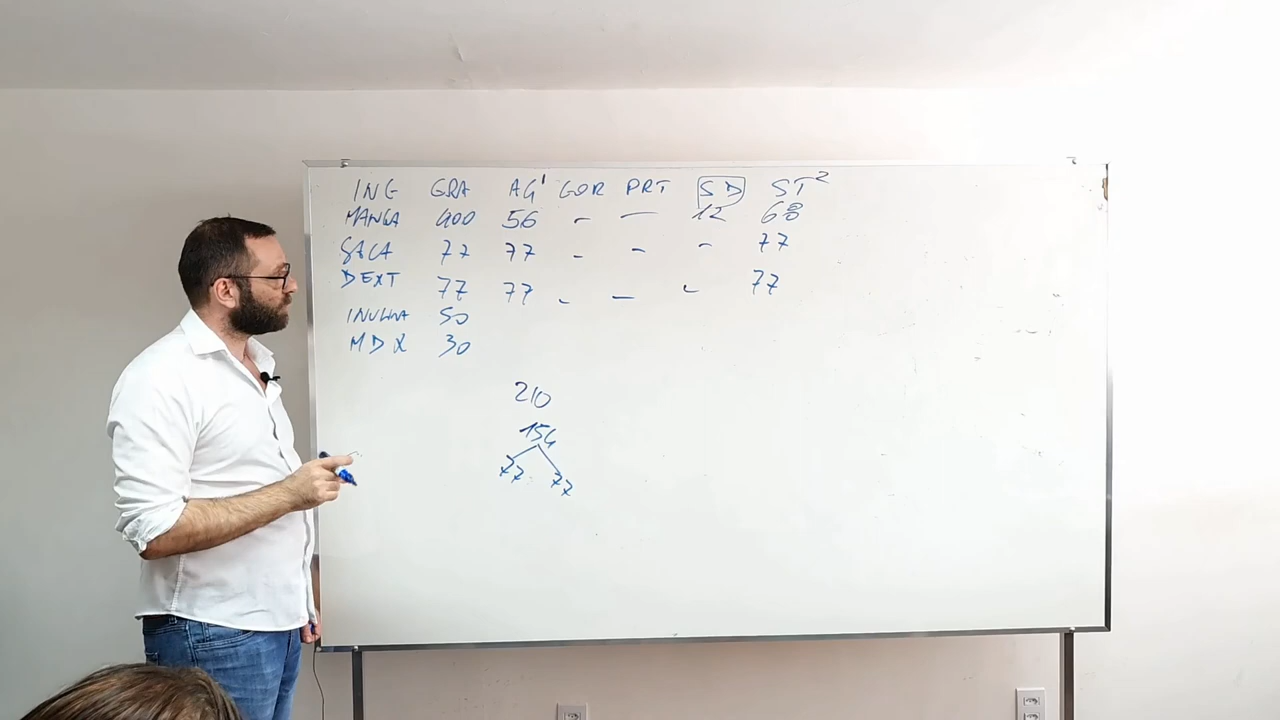 ING GRA AG¹ GOR PRT SD ST²
MANGA 400 56 - - 12 68
SACA 77 77 - - - 77
DEXT 77 77 - - - 77
INULINA 50
MDX 30
210
154
77 77